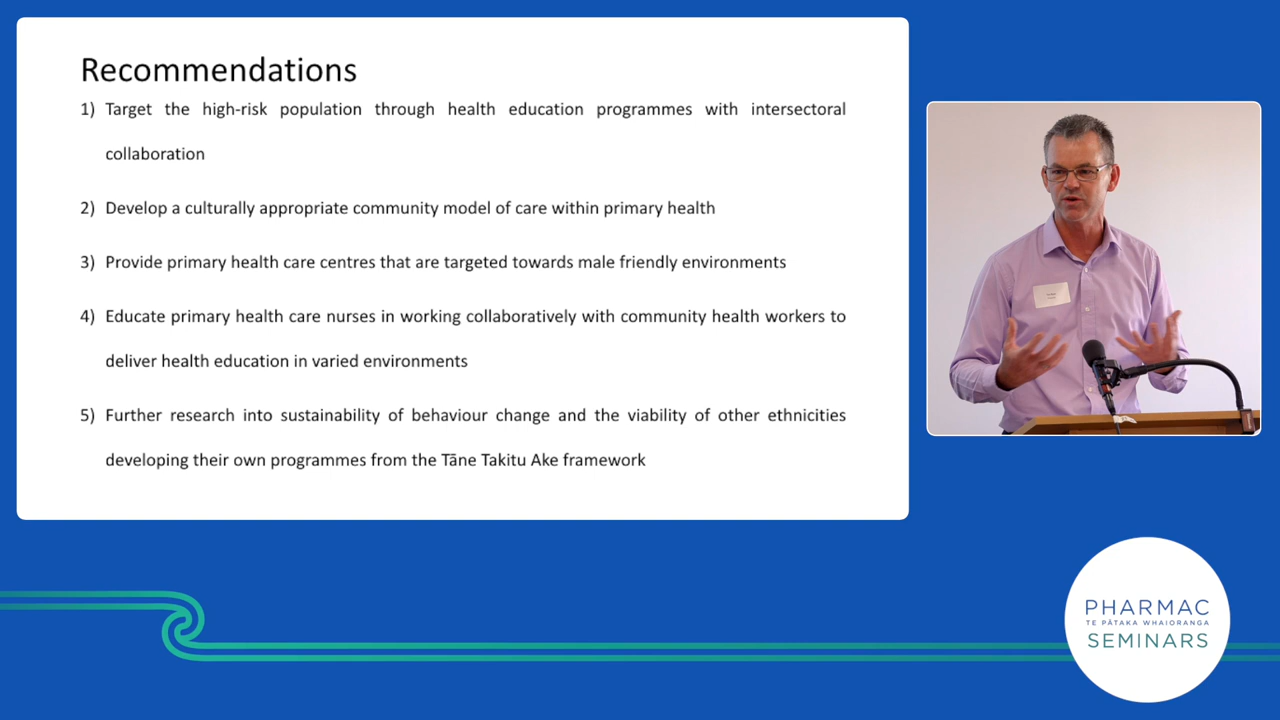 Recommendations
1) Target the high-risk population through health education programmes with intersectoral
collaboration
2) Develop a culturally appropriate community model of care within primary health
3) Provide primary health care centres that are targeted towards male friendly environments
4) Educate primary health care nurses in working collaboratively with community health workers to
deliver health education in varied environments
5) Further research into sustainability of behaviour change and the viability of other ethnicities
developing their own programmes from the Tāne Takitu Ake framework
PHARMAC
TE PĀTAKA WHAIORANGA
SEMINARS